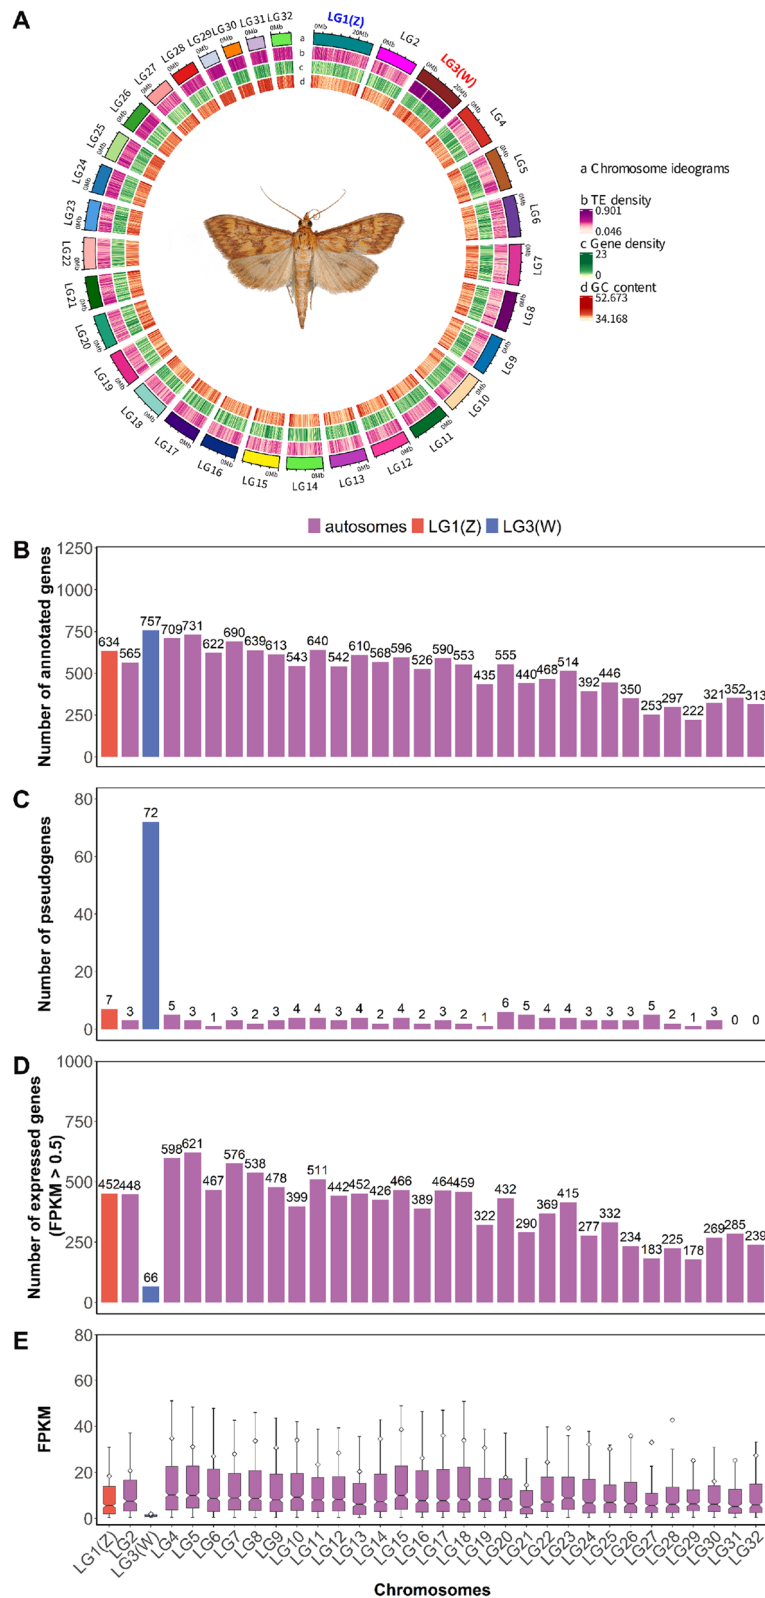 A
LG1(Z)
LG2
LG3(W)
LG4
LG5
LG6
LG7
LG8
LG9
LG10
LG11
LG12
LG13
LG14
LG15
LG16
LG17
LG18
LG19
LG20
LG21
LG22
LG23
LG24
LG25
LG26
LG27
LG28
LG29
LG30
LG31
LG32
0Mb
20Mb
a
b
c
d
a Chromosome ideograms
b TE density
0.901
0.046
c Gene density
23
0
d GC content
52.673
34.168
autosomes LG1(Z) LG3(W)
B
Number of annotated genes
1250
1000
750
500
250
0
634 565 757 709 731 622 690 639 613 543 640 542 610 568 596 526 590 553 435 555 440 468 514 392 446 350 253 297 222 321 352 313
C
Number of pseudogenes
80
60
40
20
0
7 3 72 5 3 1 3 2 3 4 4 3 4 2 4 2 3 2 1 6 5 4 4 3 3 3 5 2 1 3 0 0
D
Number of expressed genes
(FPKM > 0.5)
1000
750
500
250
0
452 448 66 598 621 467 576 538 478 399 511 442 452 426 466 389 464 459 322 432 290 369 415 277 332 234 183 225 178 269 285 239
E
FPKM
80
60
40
20
0
LG1(Z) LG2 LG3(W) LG4 LG5 LG6 LG7 LG8 LG9 LG10 LG11 LG12 LG13 LG14 LG15 LG16 LG17 LG18 LG19 LG20 LG21 LG22 LG23 LG24 LG25 LG26 LG27 LG28 LG29 LG30 LG31 LG32
Chromosomes